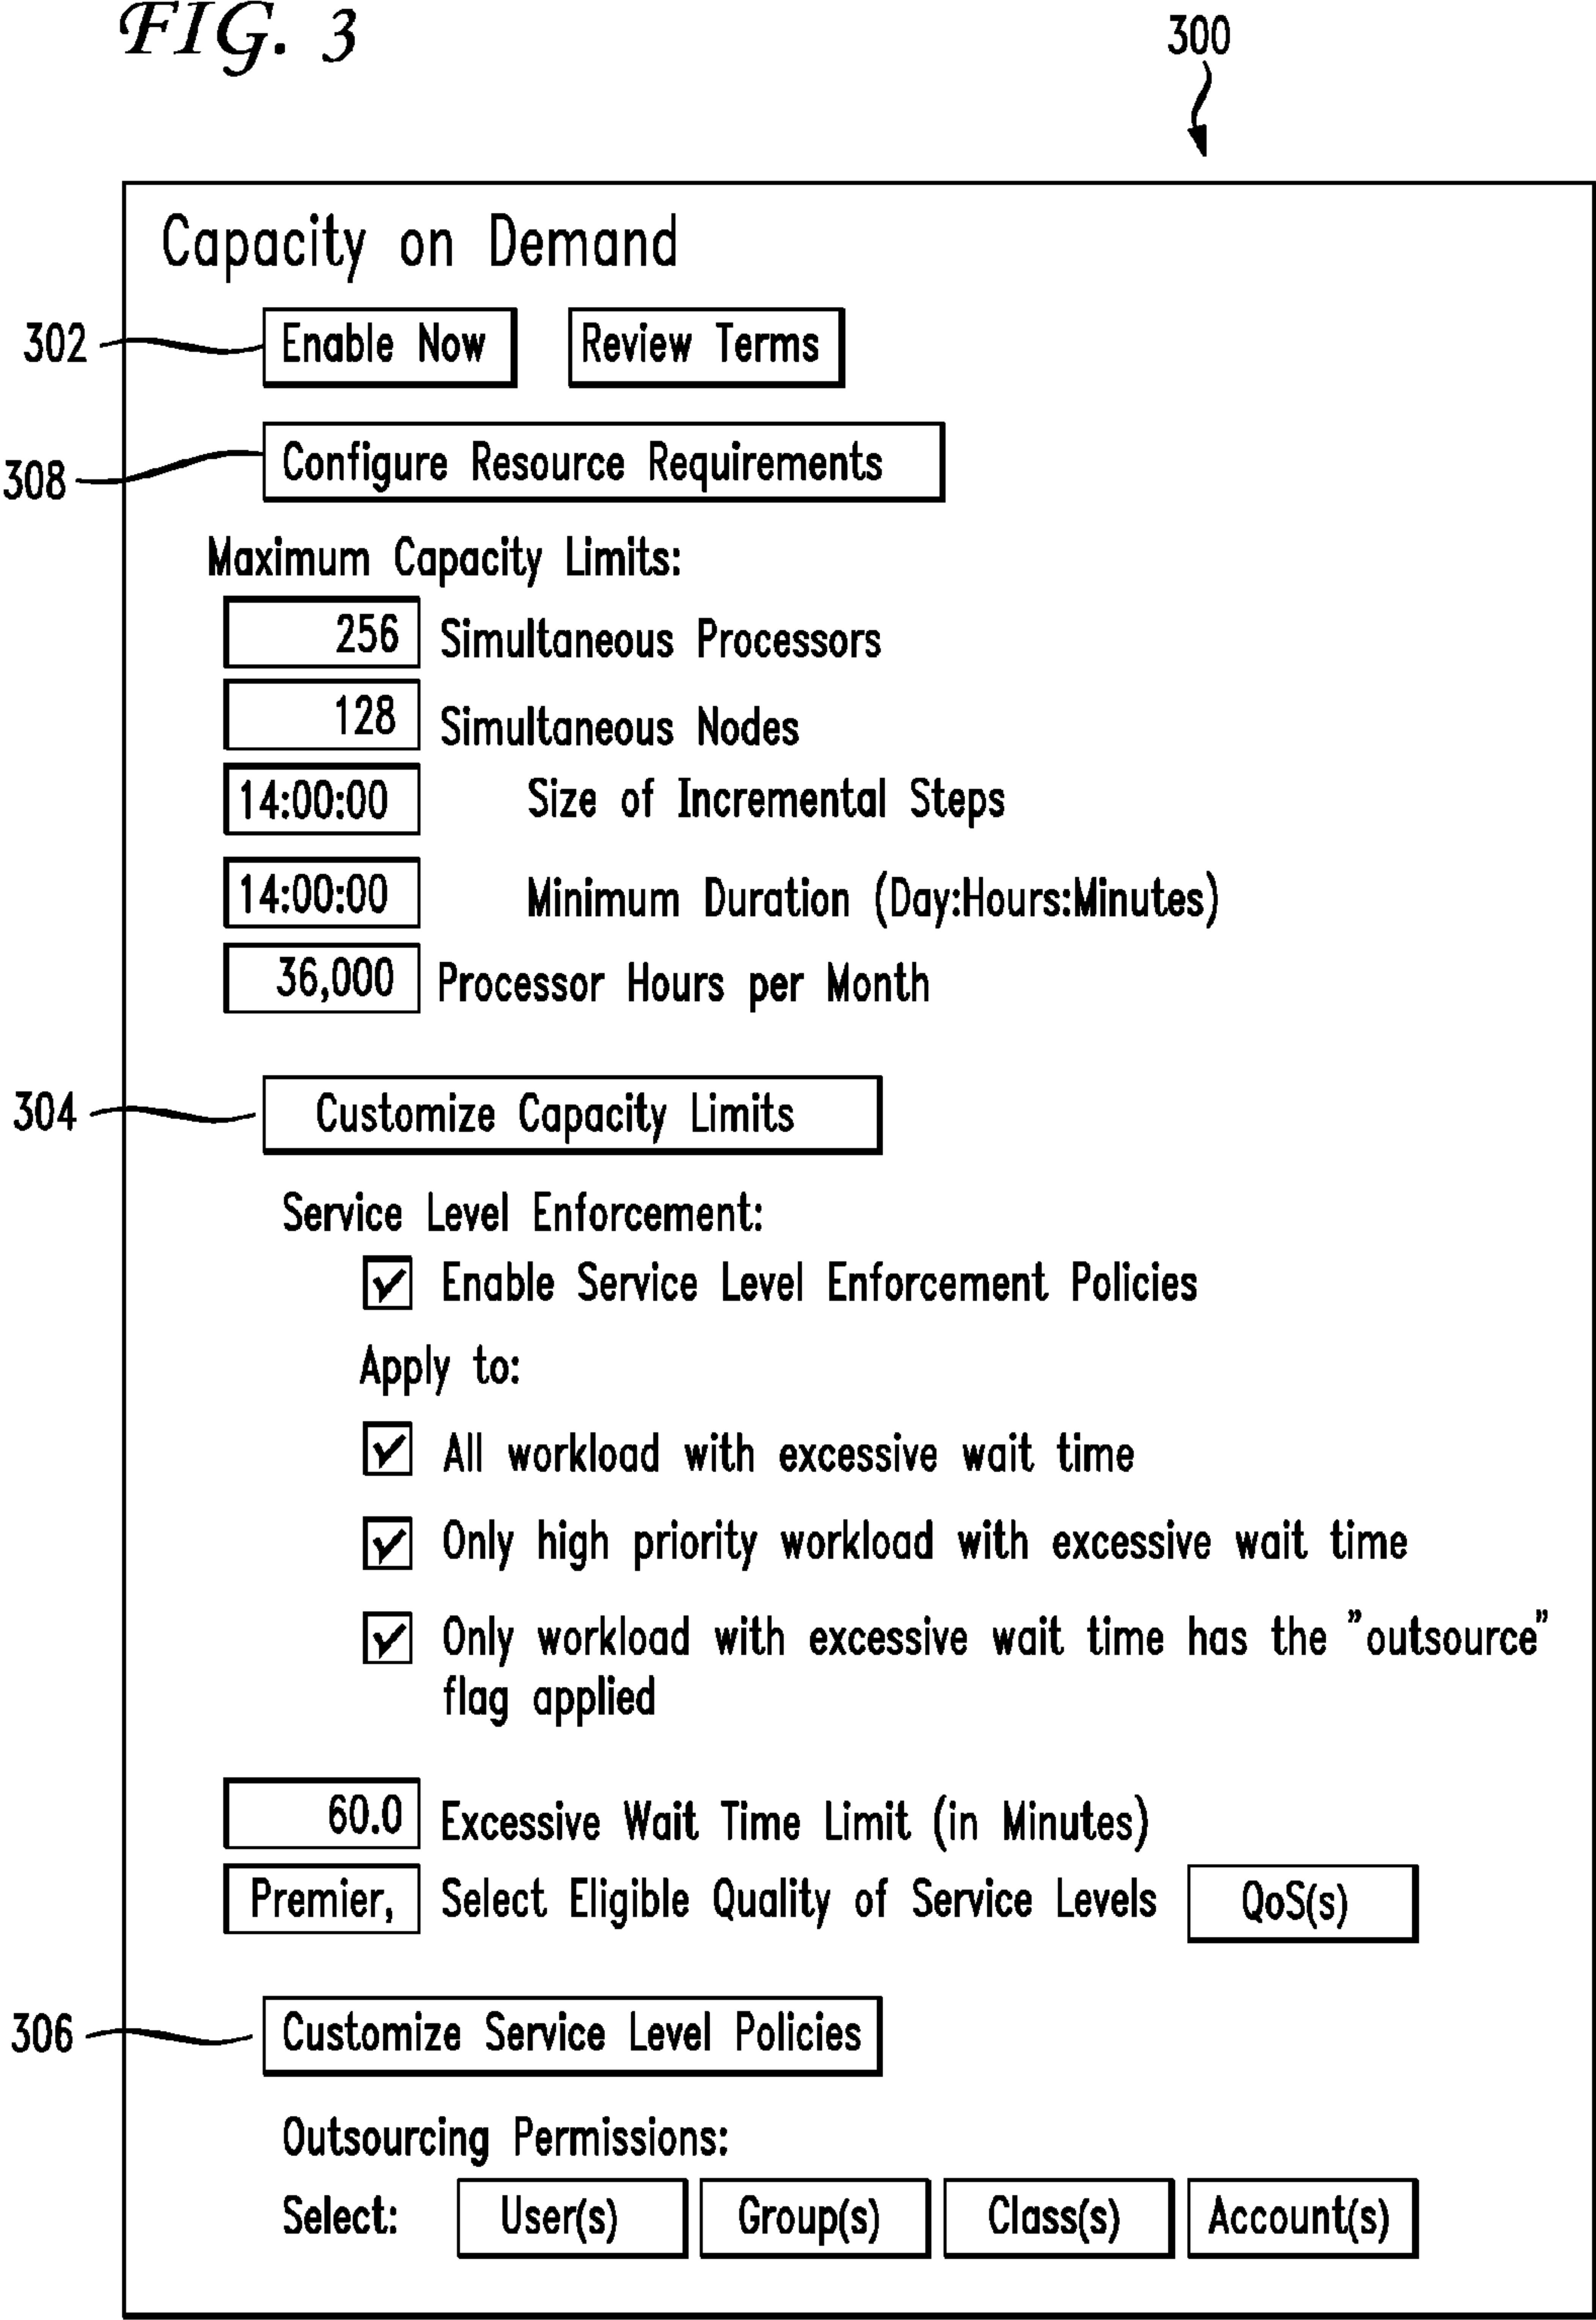 FIG. 3
300
Capacity on Demand
302 Enable Now Review Terms
308 Configure Resource Requirements
Maximum Capacity Limits:
256 Simultaneous Processors
128 Simultaneous Nodes
14:00:00 Size of Incremental Steps
14:00:00 Minimum Duration (Day:Hours:Minutes)
36,000 Processor Hours per Month
304 Customize Capacity Limits
Service Level Enforcement:
Enable Service Level Enforcement Policies
Apply to:
All workload with excessive wait time
Only high priority workload with excessive wait time
Only workload with excessive wait time has the "outsource"
flag applied
60.0 Excessive Wait Time Limit (in Minutes)
Premier, Select Eligible Quality of Service Levels QoS(s)
306 Customize Service Level Policies
Outsourcing Permissions:
Select: User(s) Group(s) Class(s) Account(s)